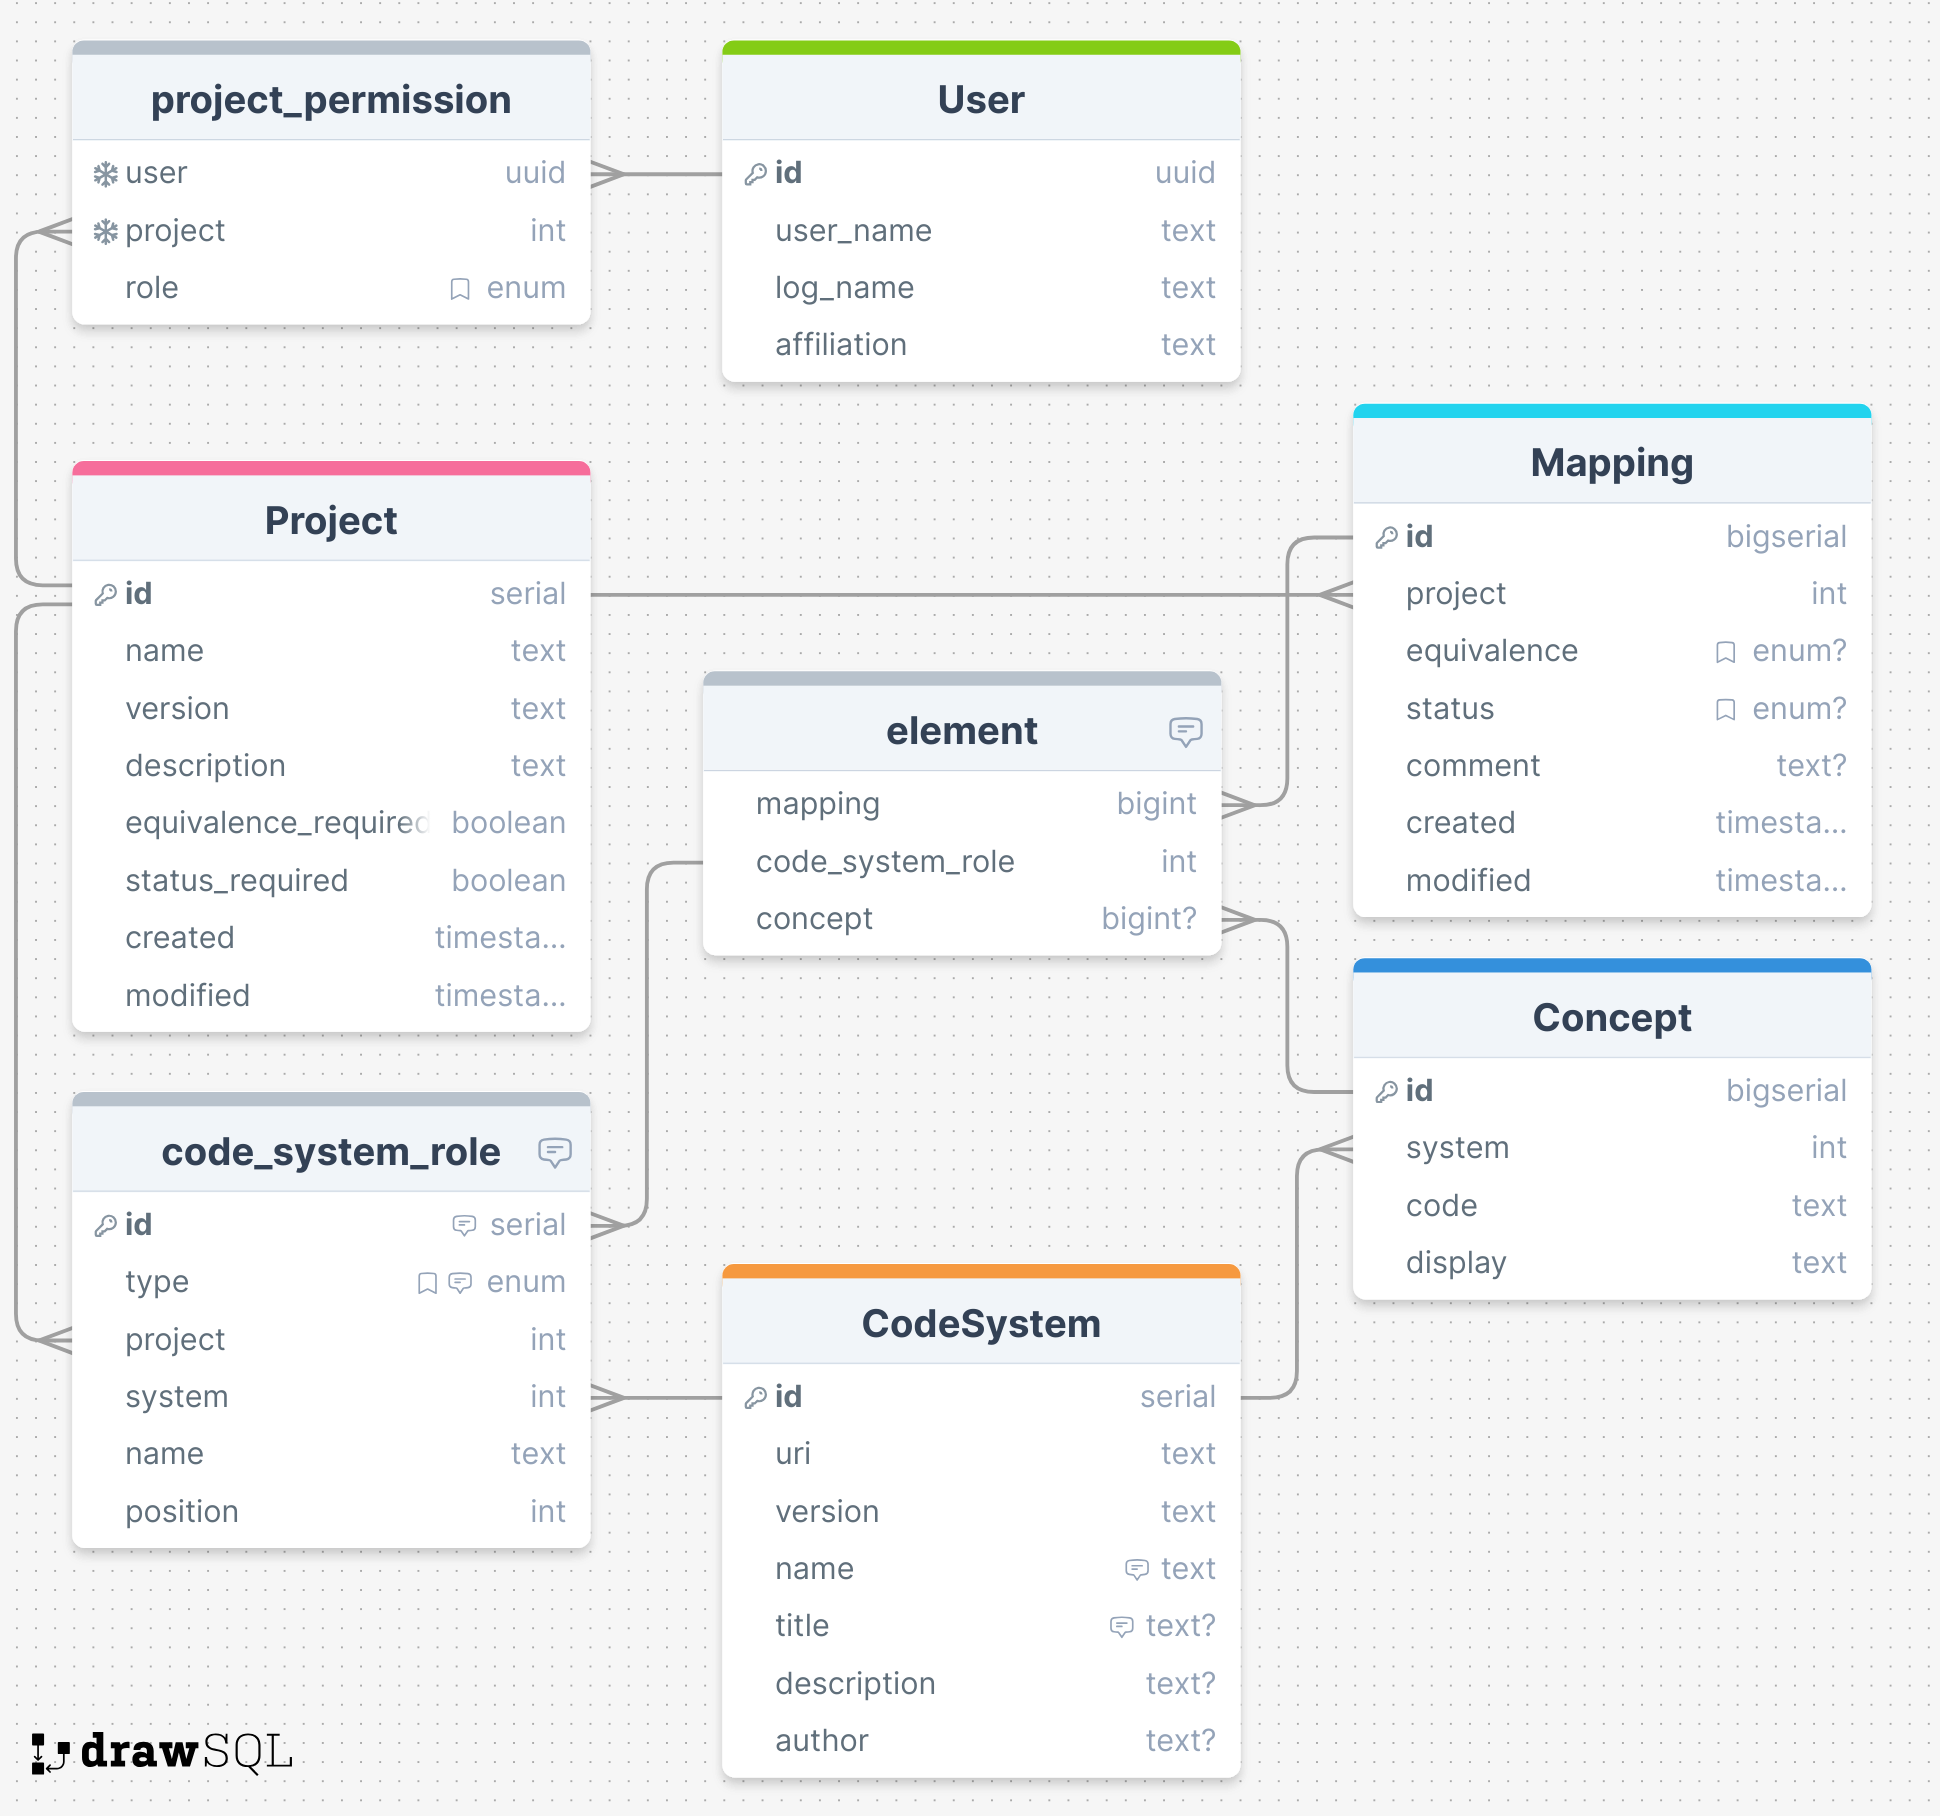 project_permission
user uuid
project int
role enum
User
id uuid
user_name text
log_name text
affiliation text
Mapping
id bigserial
project int
equivalence enum?
status enum?
comment text?
created timesta...
modified timesta...
Project
id serial
name text
version text
description text
equivalence_required boolean
status_required boolean
created timesta...
modified timesta...
element
mapping bigint
code_system_role int
concept bigint?
Concept
id bigserial
system int
code text
display text
code_system_role
id serial
type enum
project int
system int
name text
position int
CodeSystem
id serial
uri text
version text
name text
title text?
description text?
author text?
drawSQL